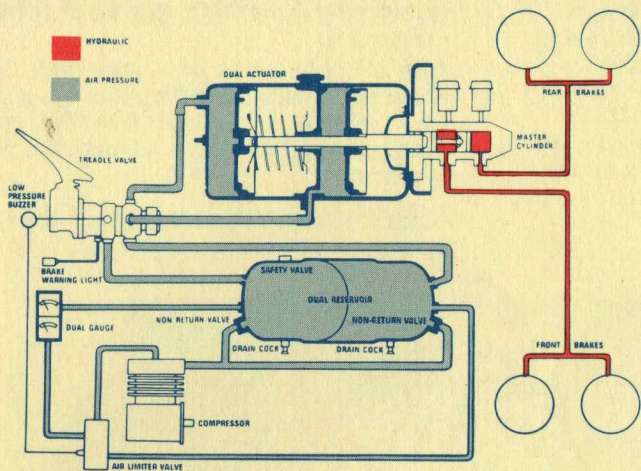 HYDRAULIC
AIR PRESSURE
DUAL ACTUATOR
REAR BRAKES
MASTER
CYLINDER
TREADLE VALVE
LOW
PRESSURE
BUZZER
BRAKE
WARNING LIGHT
SAFETY VALVE
DUAL RESERVOIR
NON RETURN VALVE
NON-RETURN VALVE
DUAL GAUGE
DRAIN COCK
DRAIN COCK
FRONT BRAKES
COMPRESSOR
AIR LIMITER VALVE